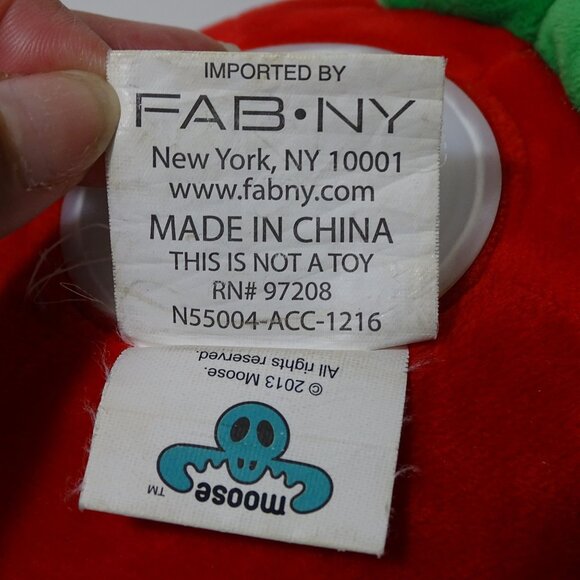 IMPORTED BY
FAB•NY
New York, NY 10001
www.fabny.com
MADE IN CHINA
THIS IS NOT A TOY
RN# 97208
N55004-ACC-1216
© 2013 Moose.
All rights reserved.
moose
TM